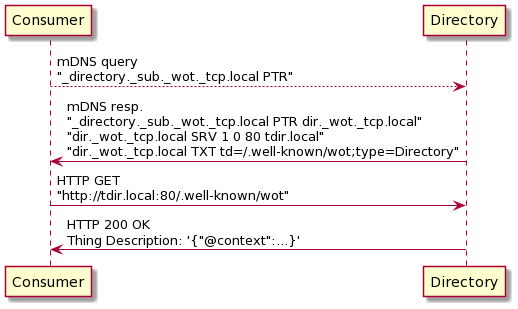 Consumer
Directory
mDNS query
"_directory._sub._wot._tcp.local PTR"
mDNS resp.
"_directory._sub._wot._tcp.local PTR dir._wot._tcp.local"
"dir._wot._tcp.local SRV 1 0 80 tdir.local"
"dir._wot._tcp.local TXT td=/.well-known/wot;type=Directory"
HTTP GET
"http://tdir.local:80/.well-known/wot"
HTTP 200 OK
Thing Description: '{"@context":...}'
Consumer
Directory